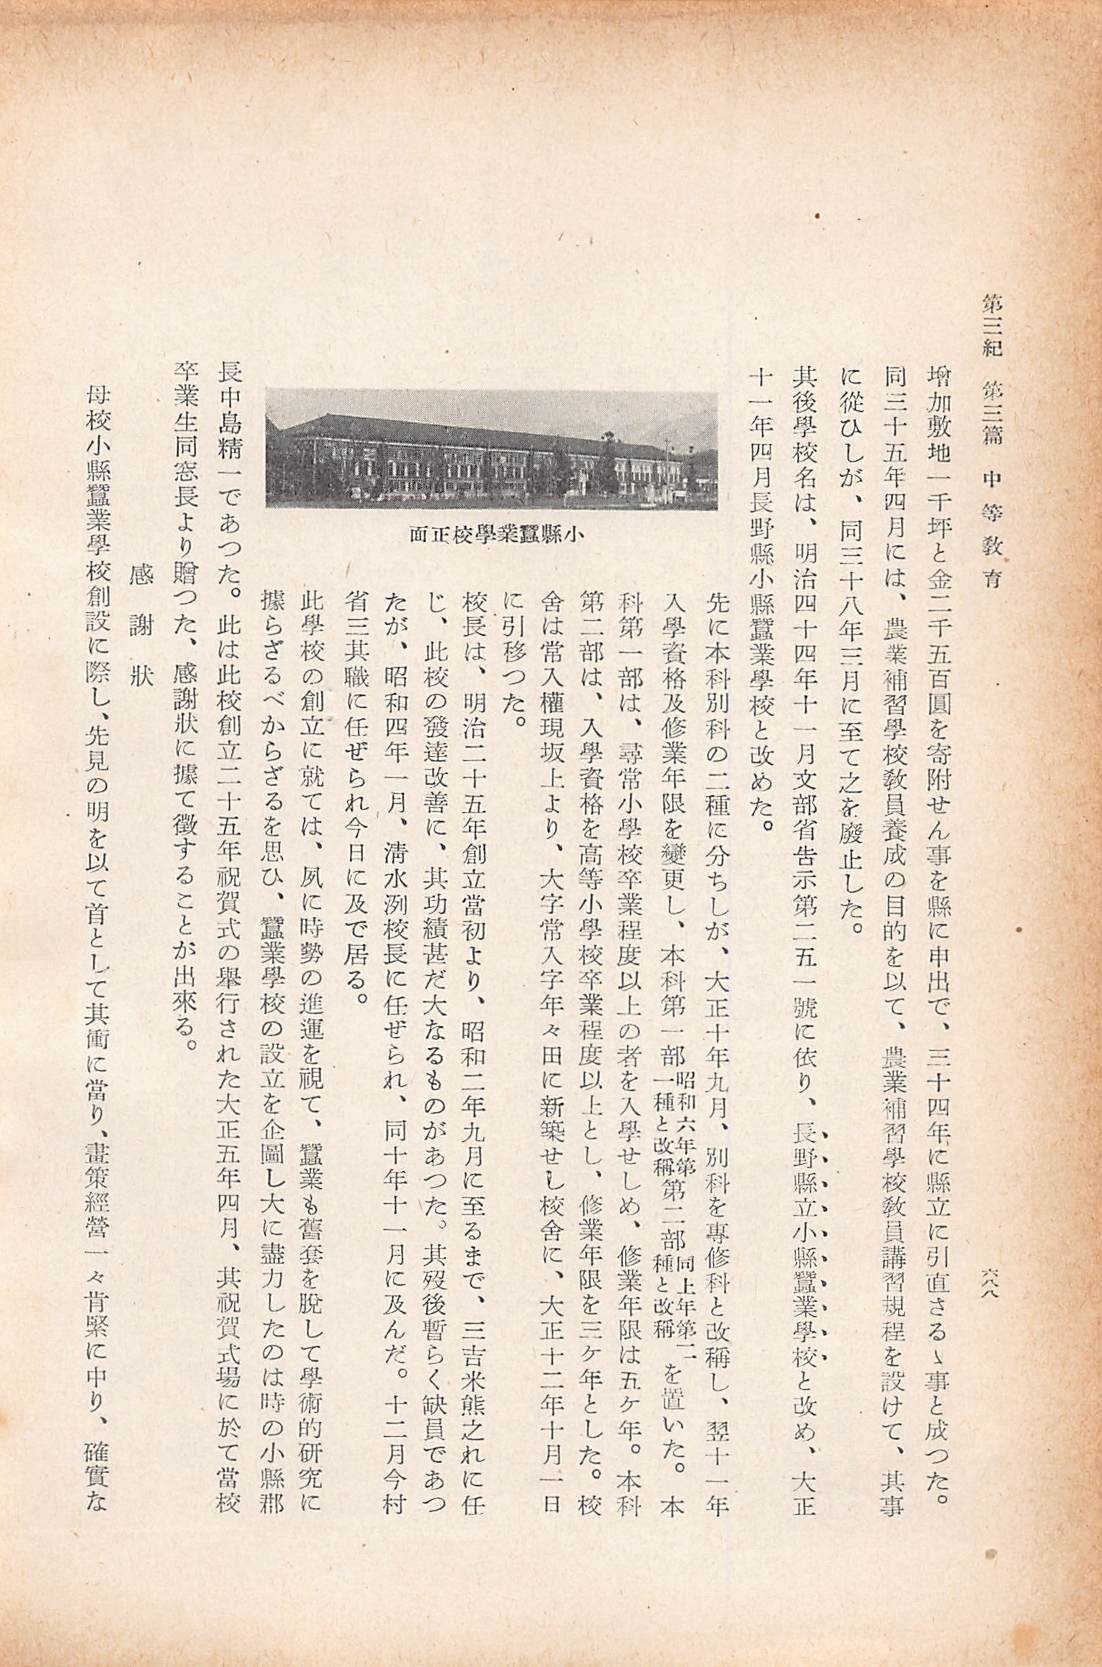 第三紀　第三篇　中等敎育
六八八
增加敷地一千坪と金二千五百圓を寄附せん事を縣に申出で、三十四年に縣立に引直さるゝ事と成つた。
同三十五年四月には、農業補習學校敎員養成の目的を以て、農業補習學校敎員講習規程を設けて、其事
に從ひしが、同三十八年三月に至て之を廢止した。
其後學校名は、明治四十四年十一月文部省告示第二五一號に依り、長野縣立小縣蠶業學校と改め、大正
十一年四月長野縣小縣蠶業學校と改めた。
先に本科別科の二種に分ちしが、大正十年九月、別科を專修科と改稱し、翌十一年
入學資格及修業年限を變更し、本科第一部昭和六年第一種と改稱第二部同上年第二種と改稱を置いた。本
科第一部は、尋常小學校卒業程度以上の者を入學せしめ、修業年限は五ケ年。本科
第二部は、入學資格を高等小學校卒業程度以上とし、修業年限を三ケ年とした。校
舍は常入權現坂上より、大字常入字年々田に新築せし校舍に、大正十二年十月一日
に引移つた。
校長は、明治二十五年創立當初より、昭和二年九月に至るまで、三吉米熊之れに任
じ、此校の發達改善に、其功績甚だ大なるものがあつた。其歿後暫らく缺員であつ
たが、昭和四年一月、淸水洌校長に任ぜられ、同十年十一月に及んだ。十二月今村
省三其職に任ぜられ今日に及で居る。
此學校の創立に就ては、夙に時勢の進運を視て、蠶業も舊套を脫して學術的硏究に
據らざるべからざるを思ひ、蠶業學校の設立を企圖し大に盡力したのは時の小縣郡
小縣蠶業學校正面
長中島精一であつた。此は此校創立二十五年祝賀式の擧行された大正五年四月、其祝賀式場に於て當校
卒業生同窓長より贈つた、感謝狀に據て徵することが出來る。
感謝狀
母校小縣蠶業學校創設に際し、先見の明を以て首として其衝に當り、畫策經營一々肯緊に中り、確實な